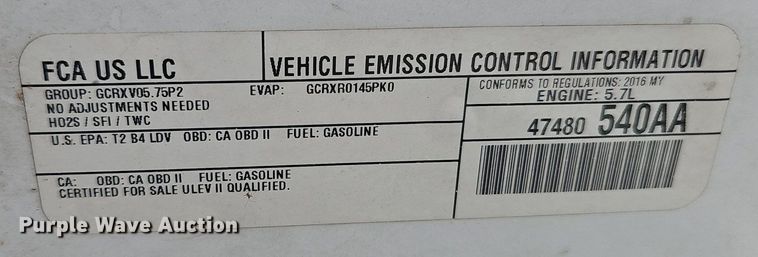 FCA US LLC
VEHICLE EMISSION CONTROL INFORMATION
GROUP: GCRXV05.75P2 EVAP: GCRXR0145PK0
NO ADJUSTMENTS NEEDED
HO2S / SFI / TWC
CONFORMS TO REGULATIONS: 2016 MY
ENGINE: 5.7L
U.S. EPA: T2 B4 LDV OBD: CA OBD II FUEL: GASOLINE
47480 540AA
CA: OBD: CA OBD II FUEL: GASOLINE
CERTIFIED FOR SALE ULEV II QUALIFIED.
Purple Wave Auction